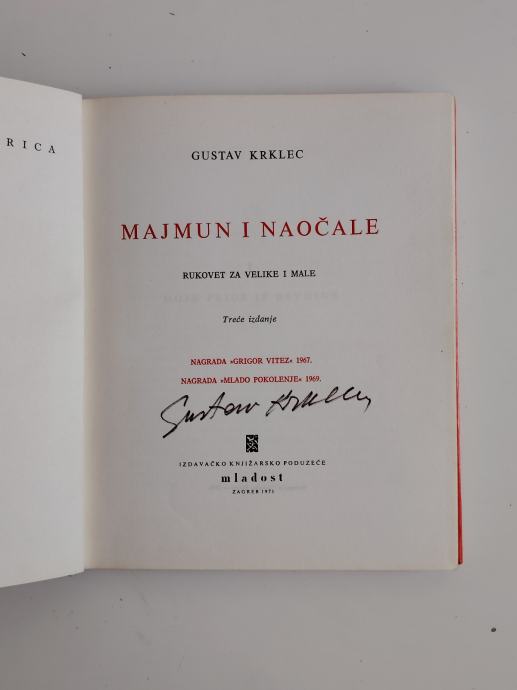 RICA
GUSTAV KRKLEC
MAJMUN I NAOČALE
RUKOVET ZA VELIKE I MALE
Treće izdanje
NAGRADA »GRIGOR VITEZ« 1967.
NAGRADA »MLADO POKOLENJE« 1969.
Gustav Krklec
IZDAVAČKO KNJIŽARSKO PODUZEĆE
mladost
ZAGREB 1971